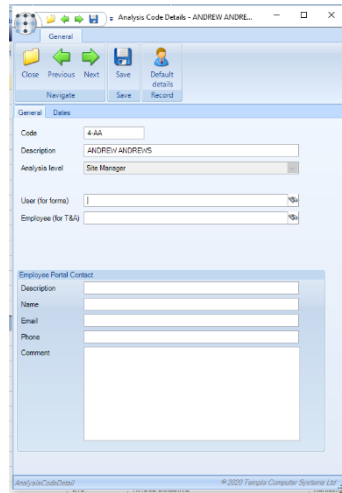 Analysis Code Details - ANDREW ANDRE...
General
Close Previous Next Save Default details
Navigate Save Record
General Dates
Code 4-AA
Description ANDREW ANDREWS
Analysis level Site Manager
User (for forms)
Employee (for T&A)
Employee Portal Contact
Description
Name
Email
Phone
Comment
AnalysisCodeDetail © 2020 Templa Computer Systems Ltd